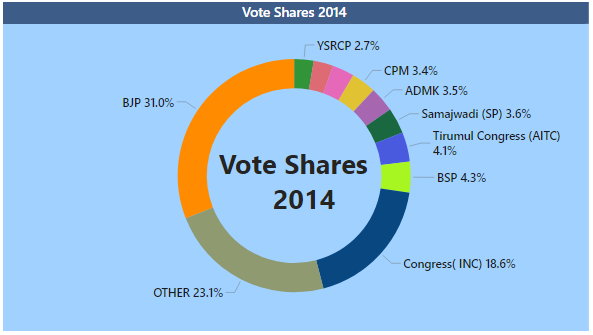 Vote Shares 2014
YSRCP 2.7%
CPM 3.4%
ADMK 3.5%
Samajwadi (SP) 3.6%
Tirumul Congress (AITC)
4.1%
BSP 4.3%
Congress( INC) 18.6%
OTHER 23.1%
BJP 31.0%
Vote Shares
2014